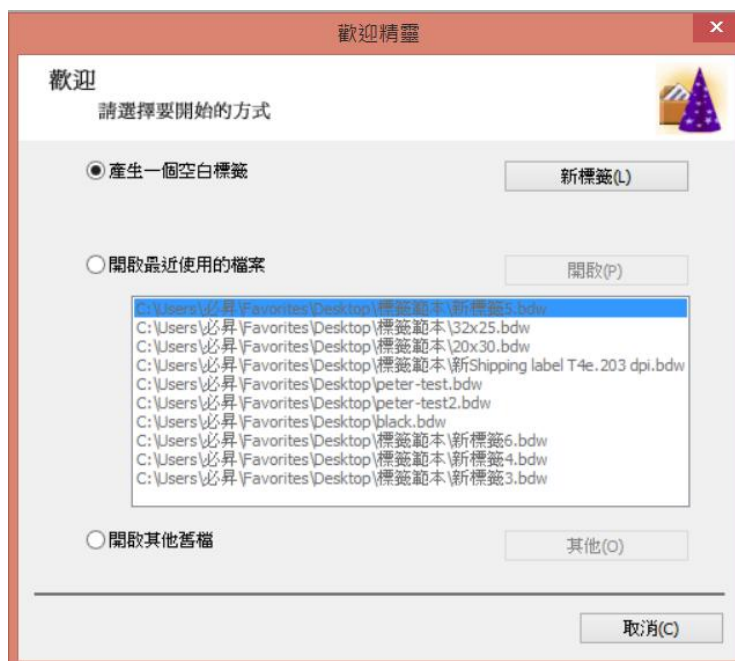 歡迎精靈
歡迎
請選擇要開始的方式
產生一個空白標籤
新標籤(L)
開啟最近使用的檔案
開啟(P)
C:\Users\必昇\Favorites\Desktop\標籤範本\新標籤5.bdw
C:\Users\必昇\Favorites\Desktop\標籤範本\32x25.bdw
C:\Users\必昇\Favorites\Desktop\標籤範本\20x30.bdw
C:\Users\必昇\Favorites\Desktop\標籤範本\新Shipping label T4e.203 dpi.bdw
C:\Users\必昇\Favorites\Desktop\peter-test.bdw
C:\Users\必昇\Favorites\Desktop\peter-test2.bdw
C:\Users\必昇\Favorites\Desktop\black.bdw
C:\Users\必昇\Favorites\Desktop\標籤範本\新標籤6.bdw
C:\Users\必昇\Favorites\Desktop\標籤範本\新標籤4.bdw
C:\Users\必昇\Favorites\Desktop\標籤範本\新標籤3.bdw
開啟其他舊檔
其他(O)
取消(C)